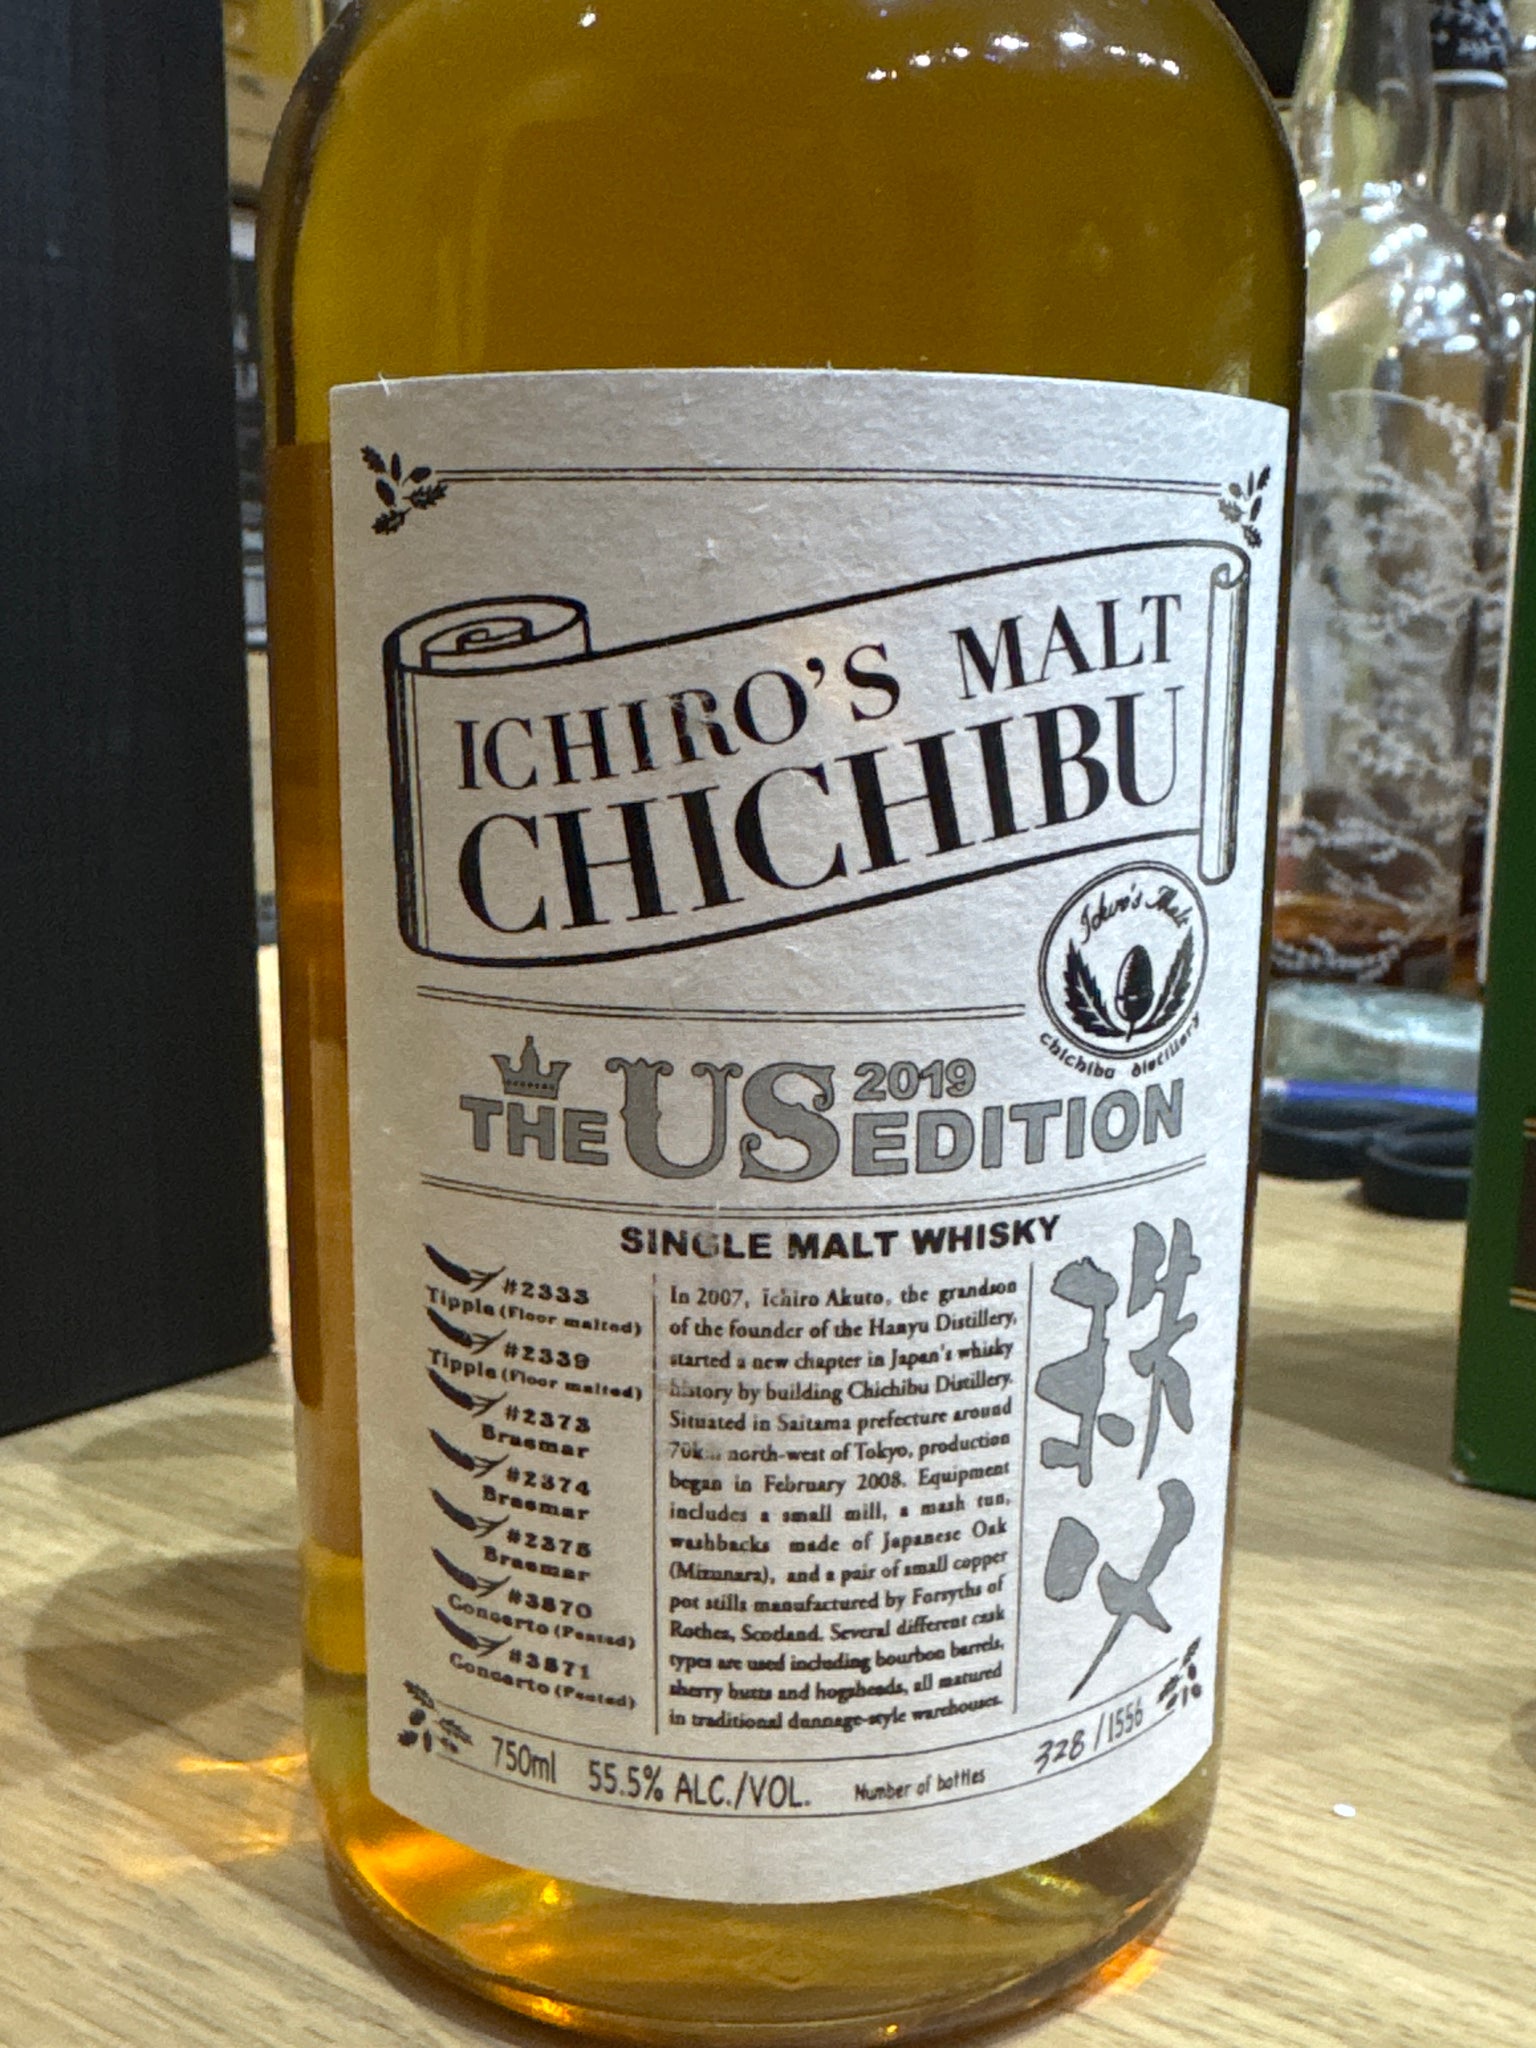 ICHIRO'S MALT
CHICHIBU
Ichiro's Malt
chichibu distillery
THE US 2019 EDITION
SINGLE MALT WHISKY
#2333
Tipple (Floor malted)
#2339
Tipple (Floor malted)
#2373
Braemar
#2374
Braemar
#2375
Braemar
#3870
Concerto (Peated)
#3871
Concerto (Peated)
In 2007, Ichiro Akuto, the grandson
of the founder of the Hanyu Distillery,
started a new chapter in Japan's whisky
history by building Chichibu Distillery.
Situated in Saitama prefecture around
70km north-west of Tokyo, production
began in February 2008. Equipment
includes a small mill, a mash tun,
washbacks made of Japanese Oak
(Mizunara), and a pair of small copper
pot stills manufactured by Forsyths of
Rothes, Scotland. Several different cask
types are used including bourbon barrels,
sherry butts and hogsheads, all matured
in traditional dunnage-style warehouses.
秩父
750ml 55.5% ALC./VOL. Number of bottles 328/1556